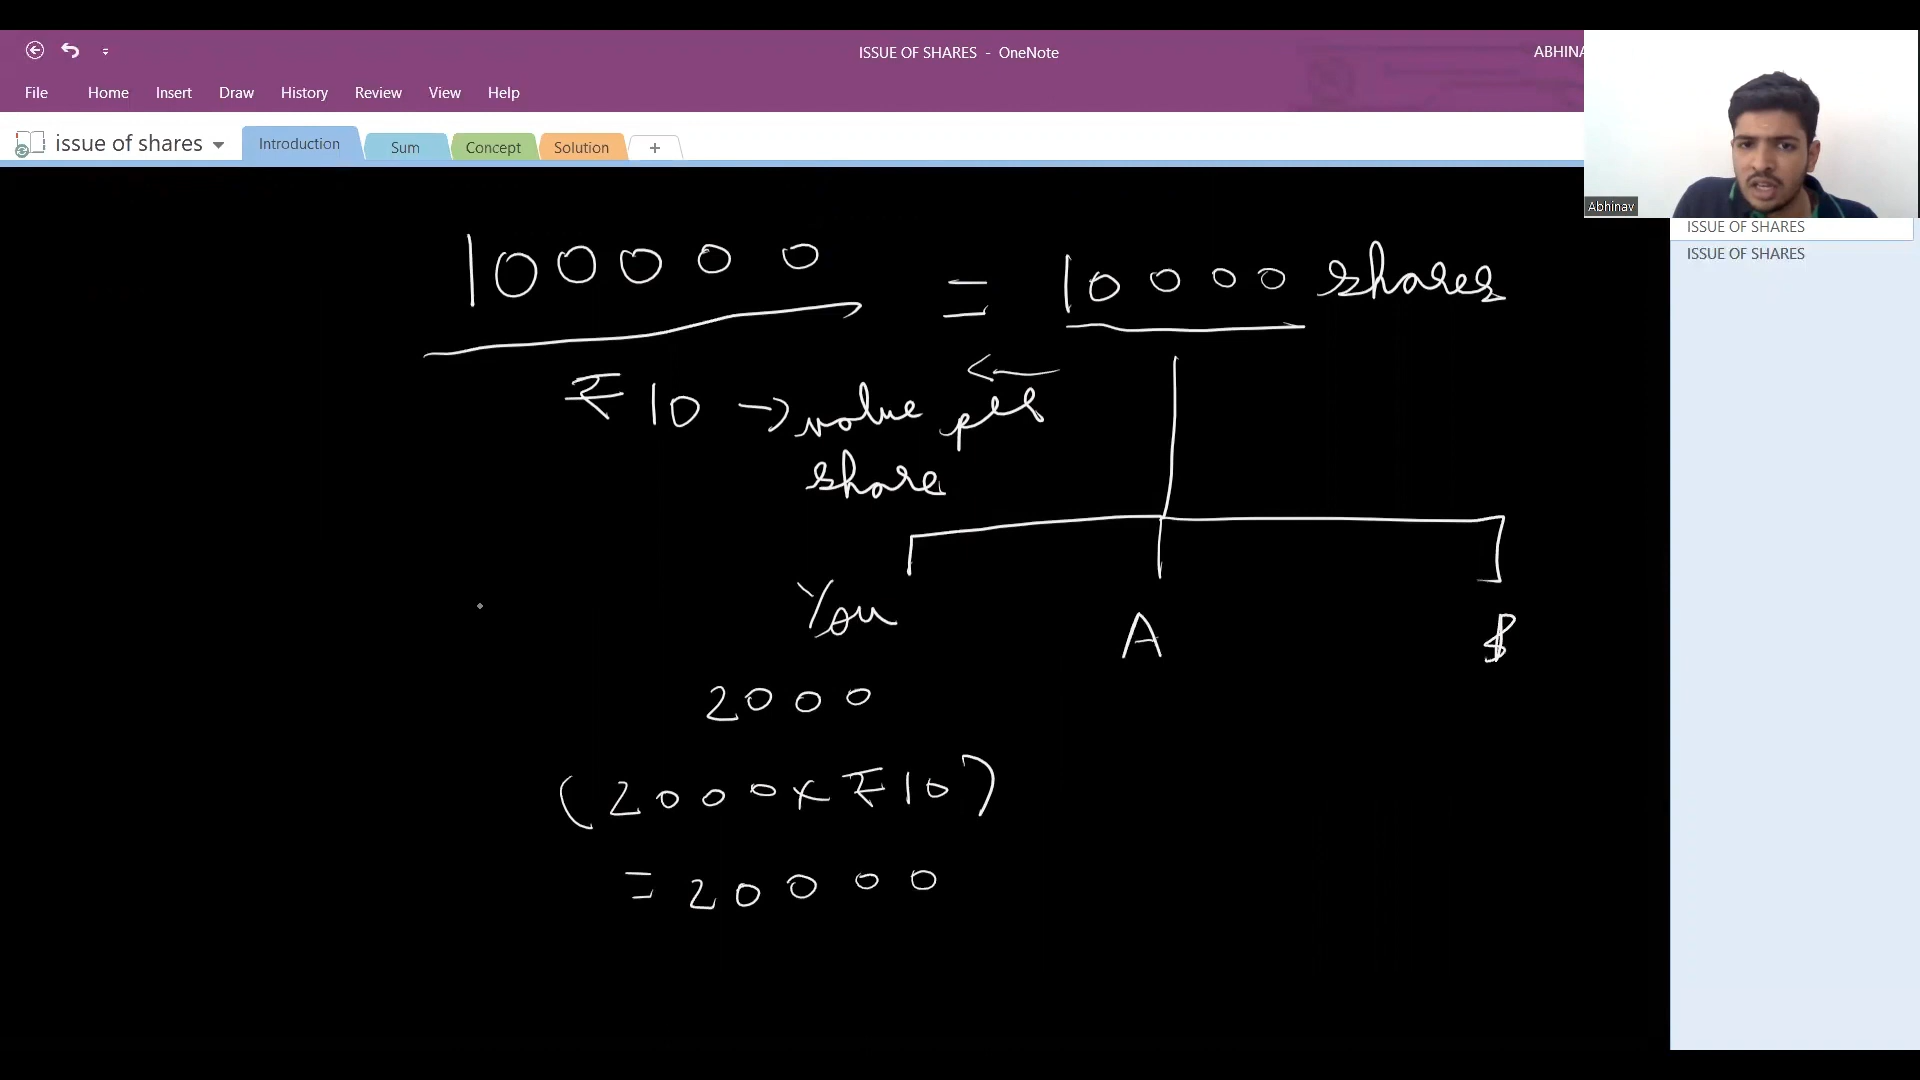 ISSUE OF SHARES - OneNote
ABHINA
File Home Insert Draw History Review View Help
issue of shares
Introduction Sum Concept Solution +
Abhinav
ISSUE OF SHARES
ISSUE OF SHARES
100000 = 10000 shares
₹10 → value per
share
You A B
2000
(2000 x ₹10)
= 20000